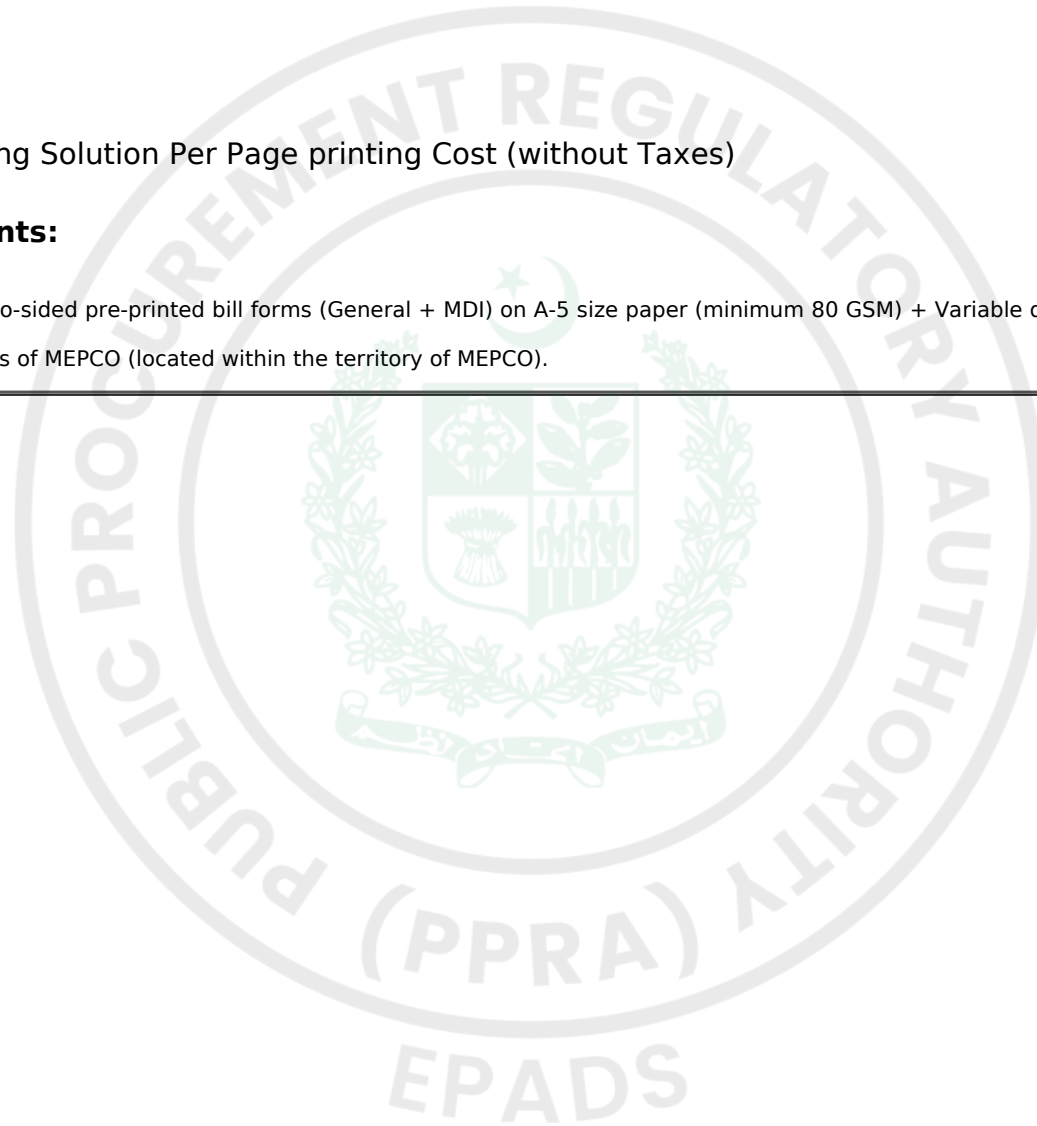 ng Solution Per Page printing Cost (without Taxes)
nts:
o-sided pre-printed bill forms (General + MDI) on A-5 size paper (minimum 80 GSM) + Variable
s of MEPCO (located within the territory of MEPCO).
PUBLIC PROCUREMENT REGULATORY AUTHORITY
(PPRA)
EPADS